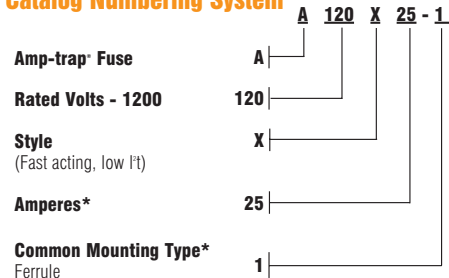 Catalog Numbering System
A 120 X 25 - 1
Amp-trap® Fuse A
Rated Volts - 1200 120
Style X
(Fast acting, low I²t)
Amperes* 25
Common Mounting Type*
Ferrule 1